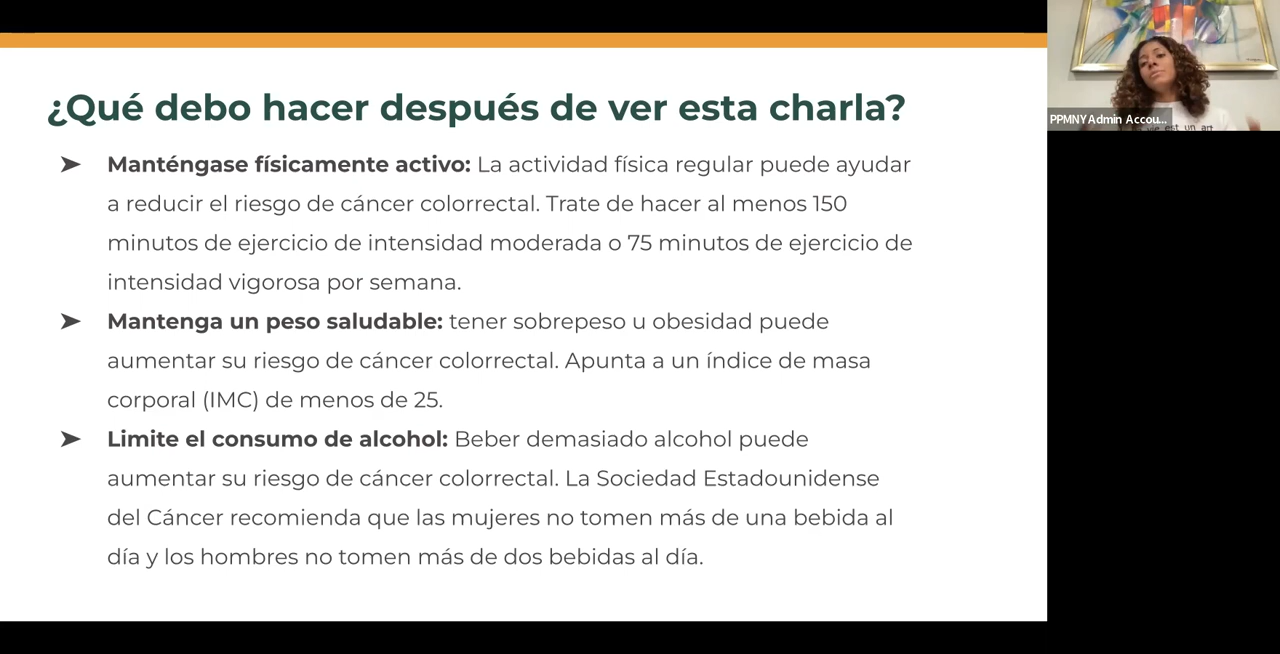 ¿Qué debo hacer después de ver esta charla?
➤ Manténgase físicamente activo: La actividad física regular puede ayudar
a reducir el riesgo de cáncer colorrectal. Trate de hacer al menos 150
minutos de ejercicio de intensidad moderada o 75 minutos de ejercicio de
intensidad vigorosa por semana.
➤ Mantenga un peso saludable: tener sobrepeso u obesidad puede
aumentar su riesgo de cáncer colorrectal. Apunta a un índice de masa
corporal (IMC) de menos de 25.
➤ Limite el consumo de alcohol: Beber demasiado alcohol puede
aumentar su riesgo de cáncer colorrectal. La Sociedad Estadounidense
del Cáncer recomienda que las mujeres no tomen más de una bebida al
día y los hombres no tomen más de dos bebidas al día.
PPMNY Admin Accou...
vie est un art